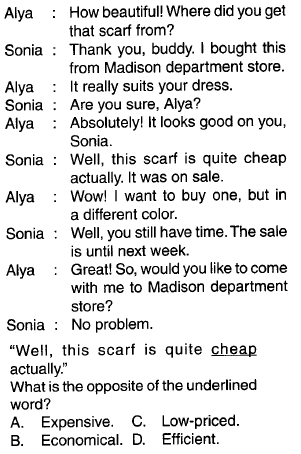 Alya : How beautiful! Where did you get
that scarf from?
Sonia : Thank you, buddy. I bought this
from Madison department store.
Alya : It really suits your dress.
Sonia : Are you sure, Alya?
Alya : Absolutely! It looks good on you,
Sonia.
Sonia : Well, this scarf is quite cheap
actually. It was on sale.
Alya : Wow! I want to buy one, but in
a different color.
Sonia : Well, you still have time. The sale
is until next week.
Alya : Great! So, would you like to come
with me to Madison department
store?
Sonia : No problem.
“Well, this scarf is quite cheap
actually.”
What is the opposite of the underlined
word?
A. Expensive. C. Low-priced.
B. Economical. D. Efficient.